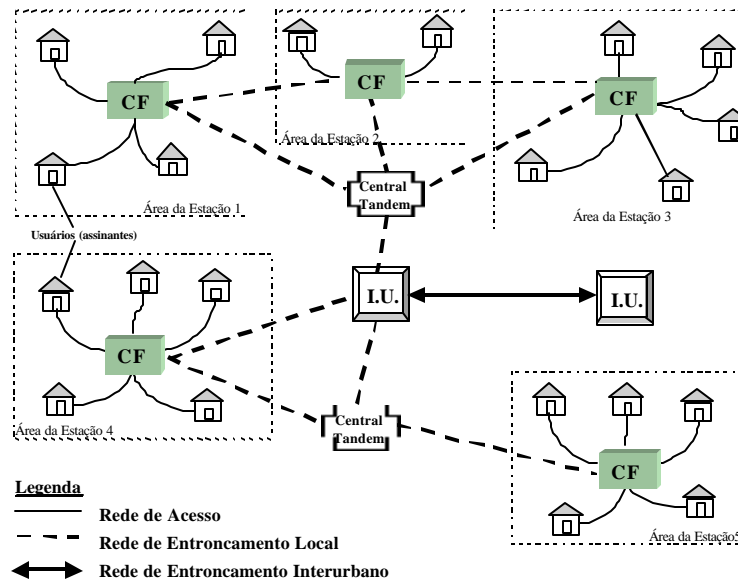 CF
CF
CF
Área da Estação 1
Área da Estação 2
Área da Estação 3
Central
Tandem
Usuários (assinantes)
I.U.
I.U.
CF
Área da Estação 4
Central
Tandem
CF
Área da Estação5
Legenda
Rede de Acesso
Rede de Entroncamento Local
Rede de Entroncamento Interurbano